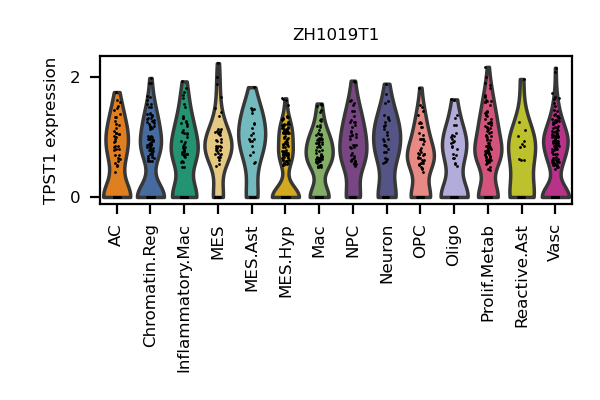 ZH1019T1
TPST1 expression
2
0
AC
Chromatin.Reg
Inflammatory.Mac
MES
MES.Ast
MES.Hyp
Mac
NPC
Neuron
OPC
Oligo
Prolif.Metab
Reactive.Ast
Vasc